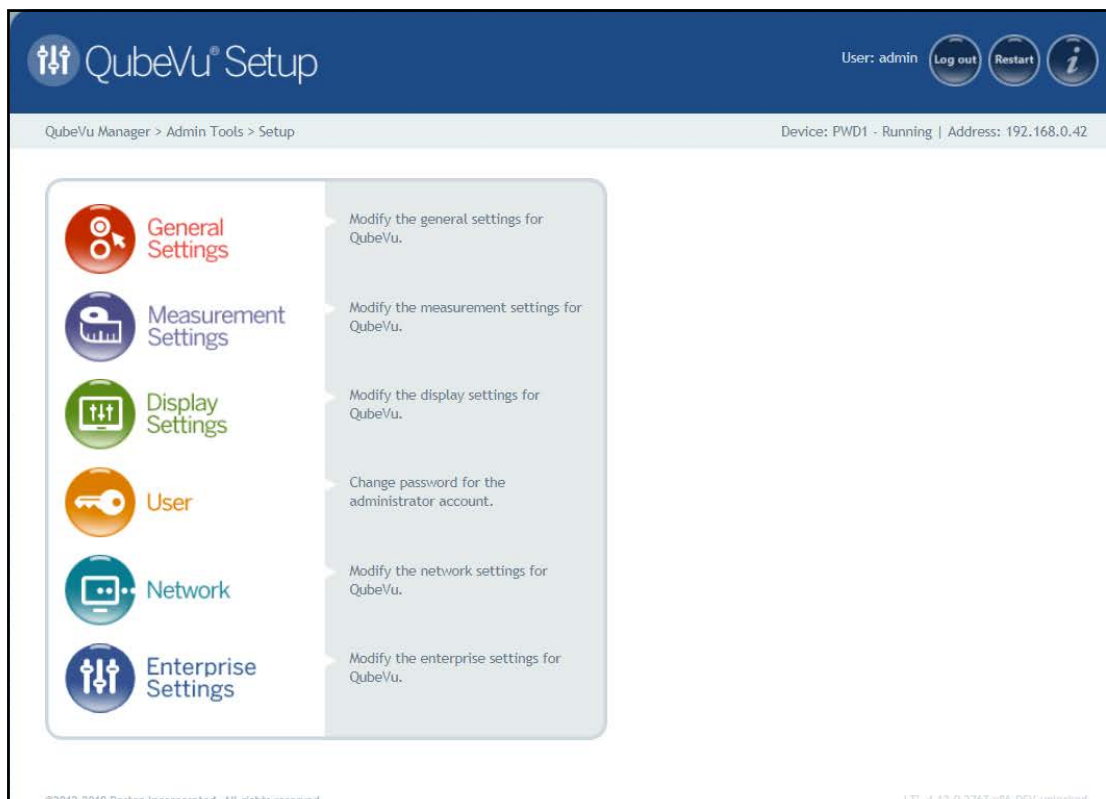 QubeVu® Setup
User: admin
Log out
Restart
i
QubeVu Manager > Admin Tools > Setup
Device: PWD1 - Running | Address: 192.168.0.42
General
Settings
Modify the general settings for
QubeVu.
Measurement
Settings
Modify the measurement settings for
QubeVu.
Display
Settings
Modify the display settings for
QubeVu.
User
Change password for the
administrator account.
Network
Modify the network settings for
QubeVu.
Enterprise
Settings
Modify the enterprise settings for
QubeVu.